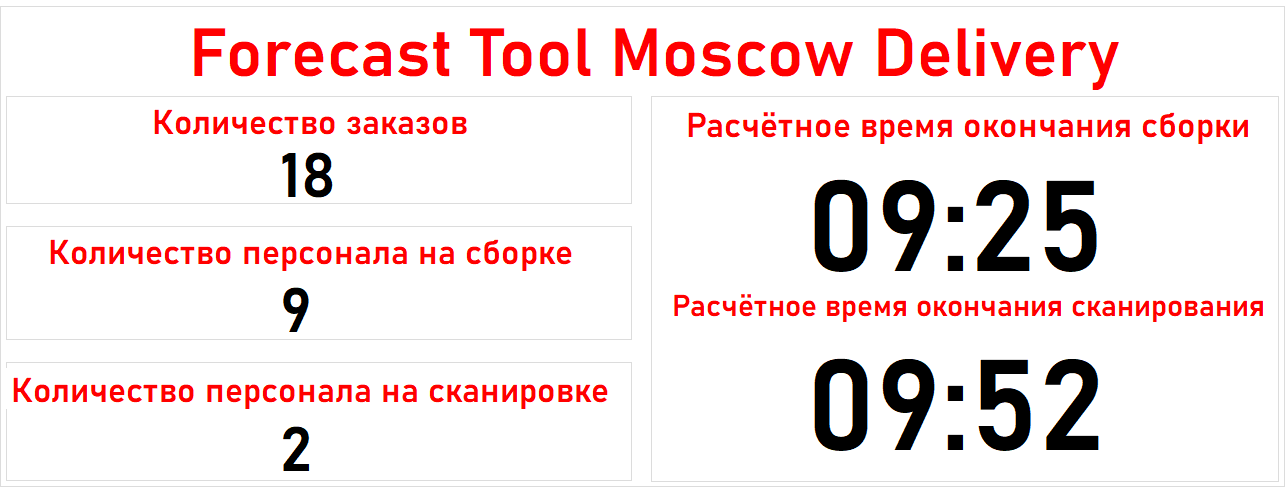 Forecast Tool Moscow Delivery
Количество заказов
18
Количество персонала на сборке
9
Количество персонала на сканировке
2
Расчётное время окончания сборки
09:25
Расчётное время окончания сканирования
09:52